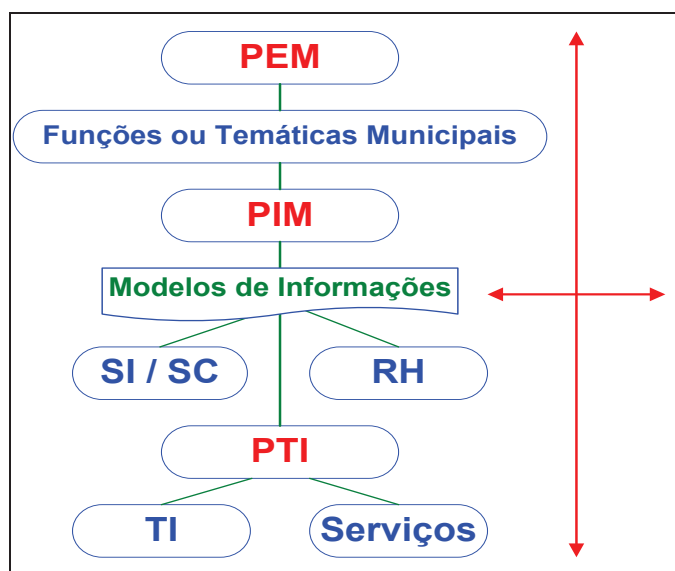 PEM
Funções ou Temáticas Municipais
PIM
Modelos de Informações
SI / SC
RH
PTI
TI
Serviços